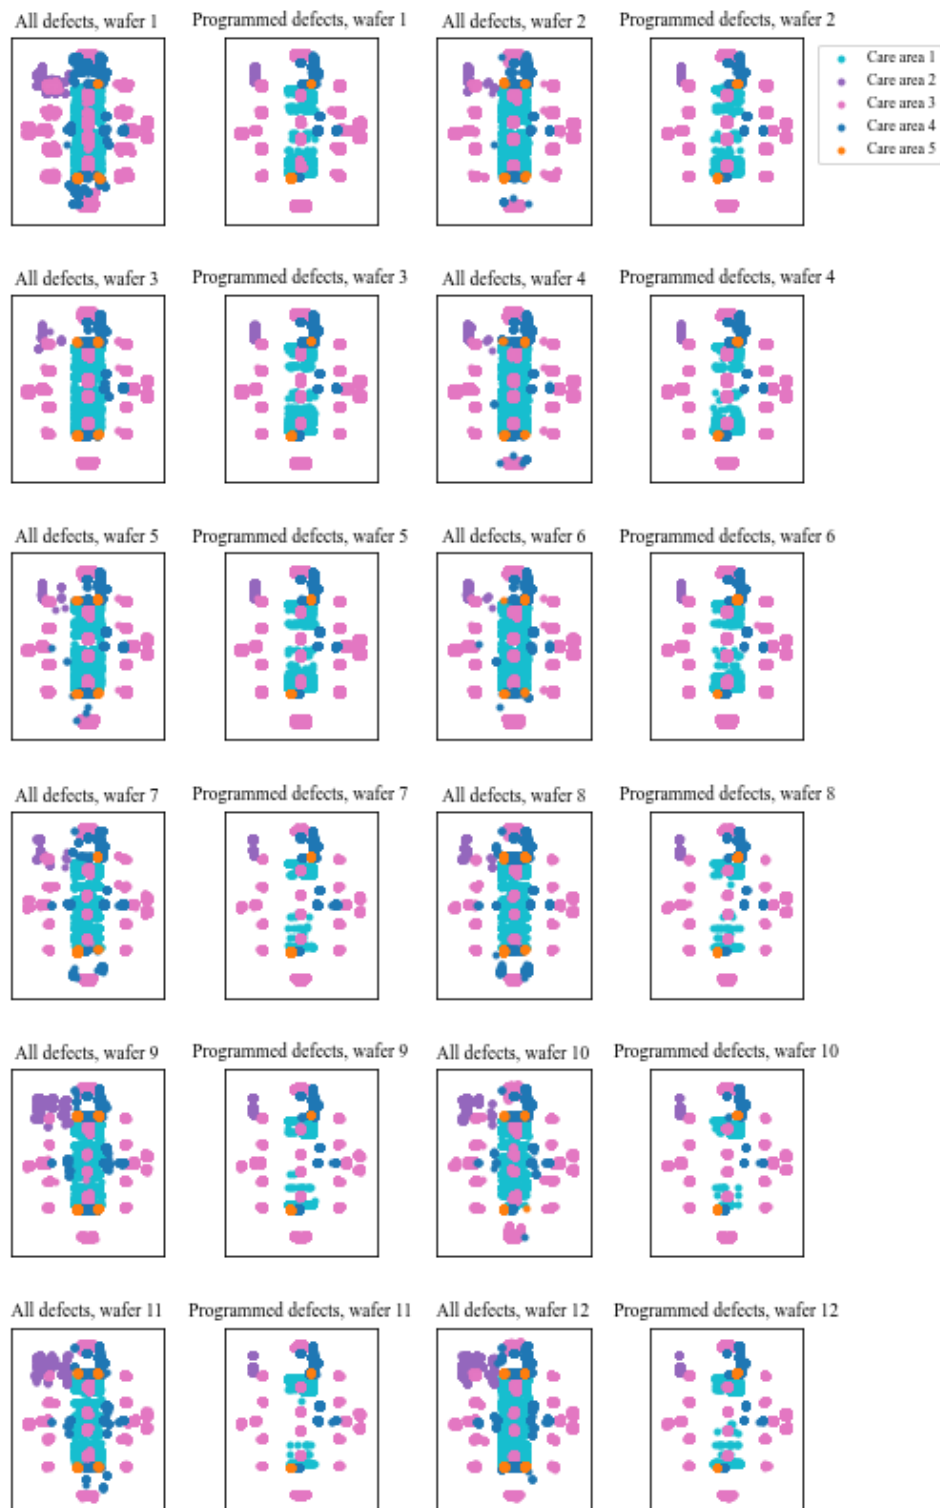 All defects, wafer 1
Programmed defects, wafer 1
All defects, wafer 2
Programmed defects, wafer 2
Care area 1
Care area 2
Care area 3
Care area 4
Care area 5
All defects, wafer 3
Programmed defects, wafer 3
All defects, wafer 4
Programmed defects, wafer 4
All defects, wafer 5
Programmed defects, wafer 5
All defects, wafer 6
Programmed defects, wafer 6
All defects, wafer 7
Programmed defects, wafer 7
All defects, wafer 8
Programmed defects, wafer 8
All defects, wafer 9
Programmed defects, wafer 9
All defects, wafer 10
Programmed defects, wafer 10
All defects, wafer 11
Programmed defects, wafer 11
All defects, wafer 12
Programmed defects, wafer 12